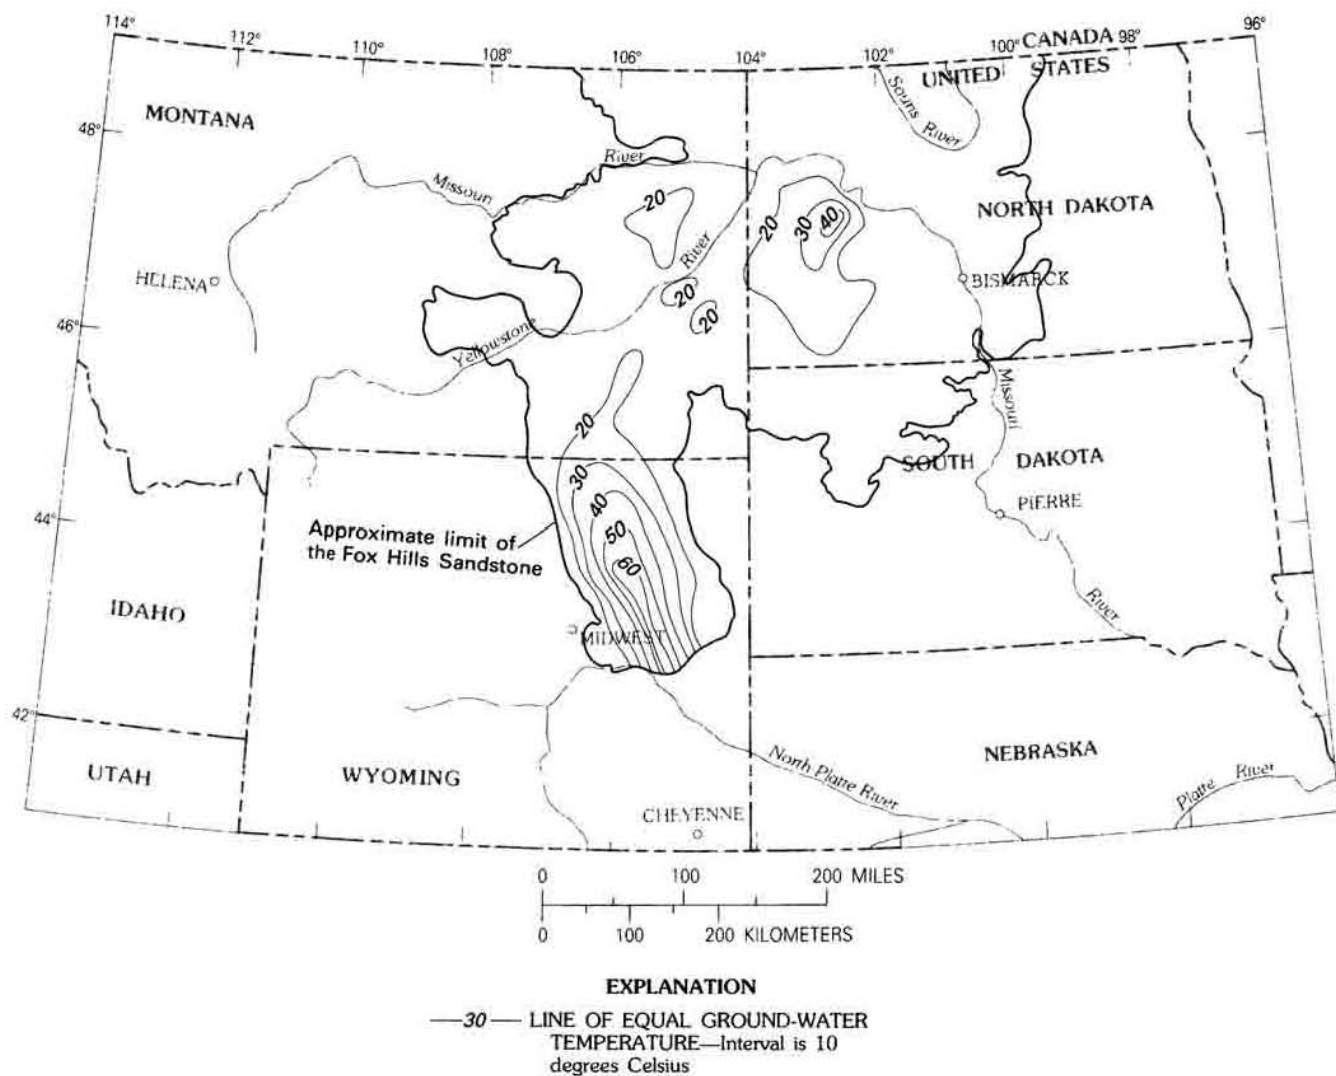 114°
112°
110°
108°
106°
104°
102°
100°
98°
96°
CANADA
UNITED STATES
MONTANA
48°
Souris River
River
Missouri
20
20
30
40
NORTH DAKOTA
HELENA
River
BISMARCK
20
20
46°
Yellowstone
Missouri
20
SOUTH DAKOTA
30
40
PIERRE
44°
Approximate limit of
the Fox Hills Sandstone
50
60
IDAHO
River
MIDWEST
42°
UTAH
WYOMING
North Platte River
NEBRASKA
Platte River
CHEYENNE
0 100 200 MILES
0 100 200 KILOMETERS
EXPLANATION
—30— LINE OF EQUAL GROUND-WATER
TEMPERATURE—Interval is 10
degrees Celsius